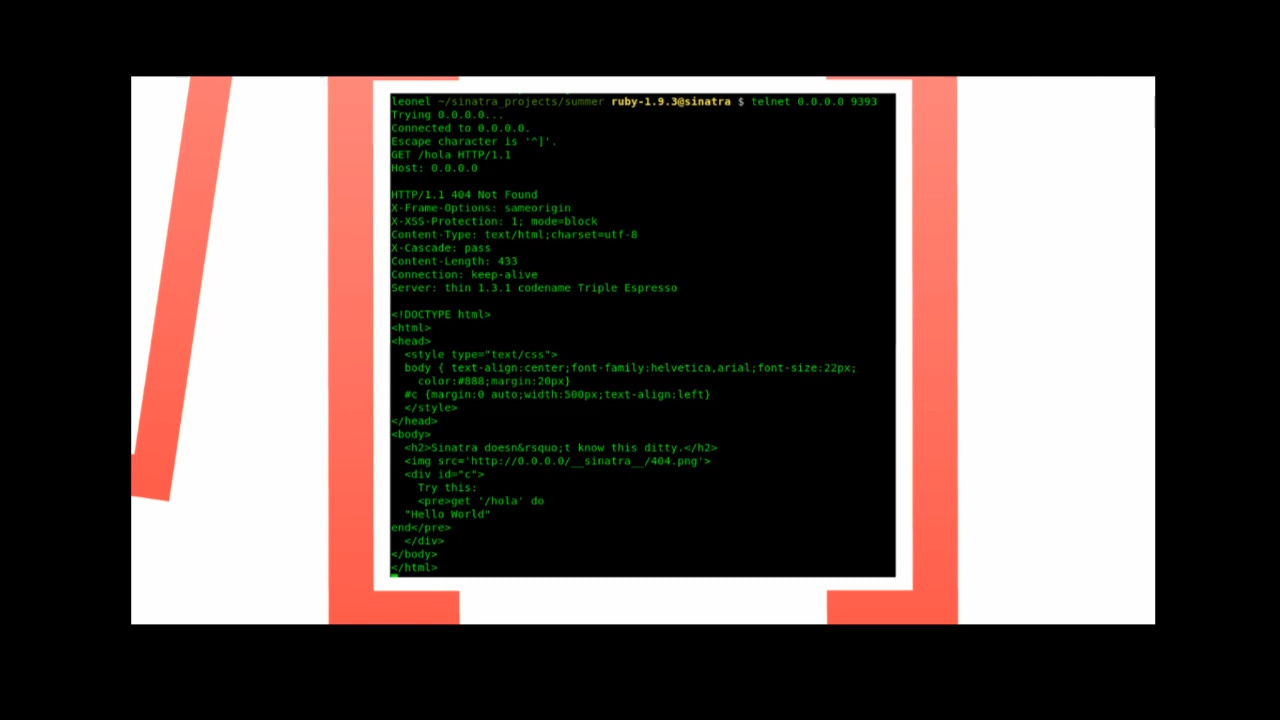 leonel ~/sinatra_projects/summer ruby-1.9.3@sinatra $ telnet 0.0.0.0 9393
Trying 0.0.0.0...
Connected to 0.0.0.0.
Escape character is '^]'.
GET /hola HTTP/1.1
Host: 0.0.0.0
HTTP/1.1 404 Not Found
X-Frame-Options: sameorigin
X-XSS-Protection: 1; mode=block
Content-Type: text/html;charset=utf-8
X-Cascade: pass
Content-Length: 433
Connection: keep-alive
Server: thin 1.3.1 codename Triple Espresso
<!DOCTYPE html>
<html>
<head>
  <style type="text/css">
  body { text-align:center;font-family:helvetica,arial;font-size:22px;
    color:#888;margin:20px}
  #c {margin:0 auto;width:500px;text-align:left}
  </style>
</head>
<body>
  <h2>Sinatra doesn&rsquo;t know this ditty.</h2>
  <img src='http://0.0.0.0/__sinatra__/404.png'>
  <div id="c">
    Try this:
    <pre>get '/hola' do
  "Hello World"
end</pre>
  </div>
</body>
</html>